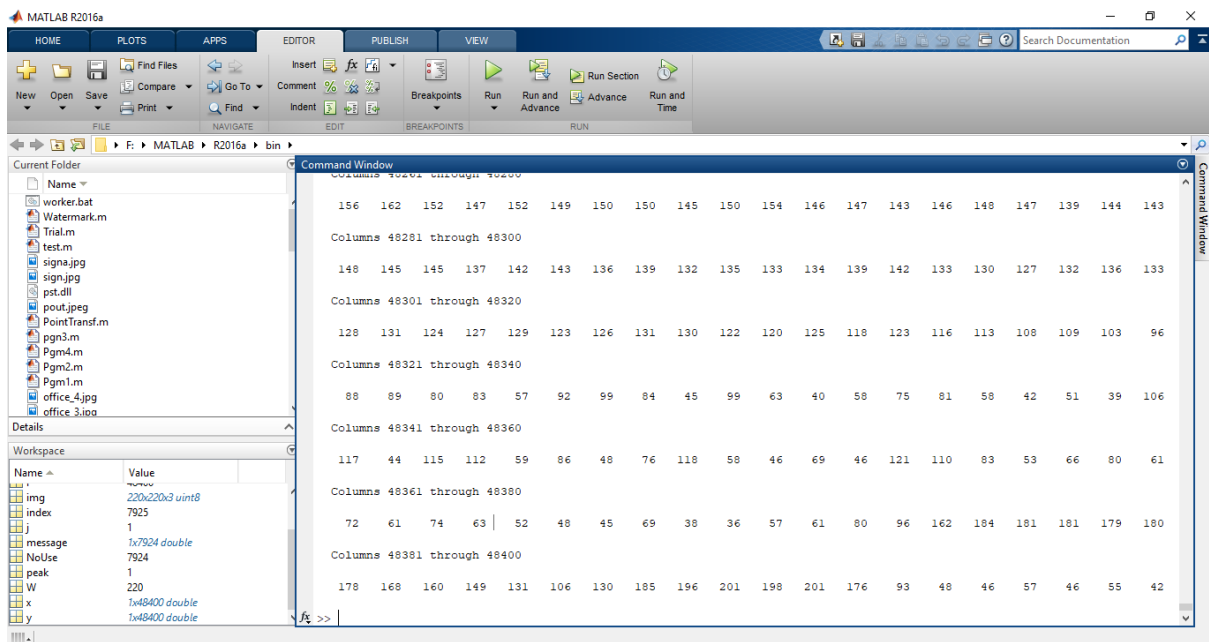 MATLAB R2016a
HOME PLOTS APPS EDITOR PUBLISH VIEW Search Documentation
New Open Save Find Files Compare Print Go To Find Insert Comment Indent Breakpoints Run Run and Advance Run Section Advance Run and Time
FILE NAVIGATE EDIT BREAKPOINTS RUN
F: MATLAB R2016a bin
Current Folder
Name
worker.bat
Watermark.m
Trial.m
test.m
signa.jpg
sign.jpg
pst.dll
pout.jpeg
PointTransf.m
pgn3.m
Pgm4.m
Pgm2.m
Pgm1.m
office_4.jpg
office_3.jpg
Details
Workspace
Name Value
img 220x220x3 uint8
index 7925
j 1
message 1x7924 double
NoUse 7924
peak 1
W 220
x 1x48400 double
y 1x48400 double
Command Window
Columns 48261 through 48280
156 162 152 147 152 149 150 150 145 150 154 146 147 143 146 148 147 139 144 143
Columns 48281 through 48300
148 145 145 137 142 143 136 139 132 135 133 134 139 142 133 130 127 132 136 133
Columns 48301 through 48320
128 131 124 127 129 123 126 131 130 122 120 125 118 123 116 113 108 109 103 96
Columns 48321 through 48340
88 89 80 83 57 92 99 84 45 99 63 40 58 75 81 58 42 51 39 106
Columns 48341 through 48360
117 44 115 112 59 86 48 76 118 58 46 69 46 121 110 83 53 66 80 61
Columns 48361 through 48380
72 61 74 63 52 48 45 69 38 36 57 61 80 96 162 184 181 181 179 180
Columns 48381 through 48400
178 168 160 149 131 106 130 185 196 201 198 201 176 93 48 46 57 46 55 42
fx >>
Command Window